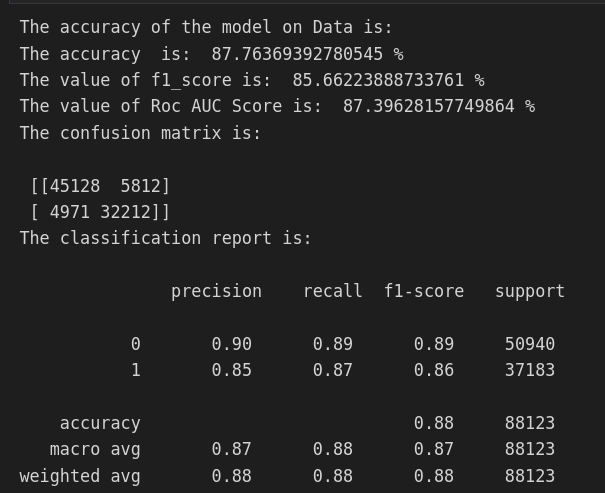 The accuracy of the model on Data is:
The accuracy  is:  87.76369392780545 %
The value of f1_score is:  85.66223888733761 %
The value of Roc AUC Score is:  87.39628157749864 %
The confusion matrix is:
[[45128  5812]
[ 4971 32212]]
The classification report is:
precision    recall  f1-score   support
0       0.90      0.89      0.89     50940
1       0.85      0.87      0.86     37183
accuracy                           0.88     88123
macro avg       0.87      0.88      0.87     88123
weighted avg       0.88      0.88      0.88     88123